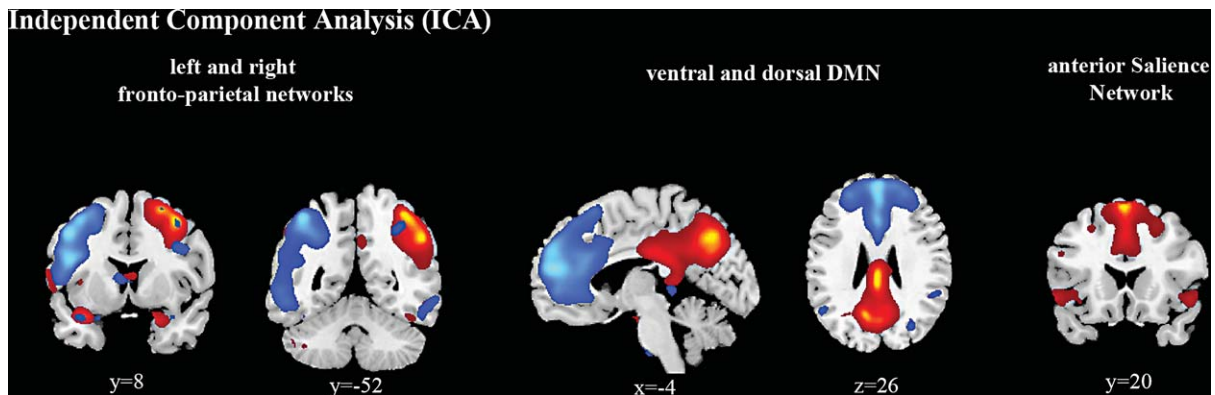 Independent Component Analysis (ICA)
left and right
fronto-parietal networks
ventral and dorsal DMN
anterior Salience
Network
y=8
y=-52
x=-4
z=26
y=20